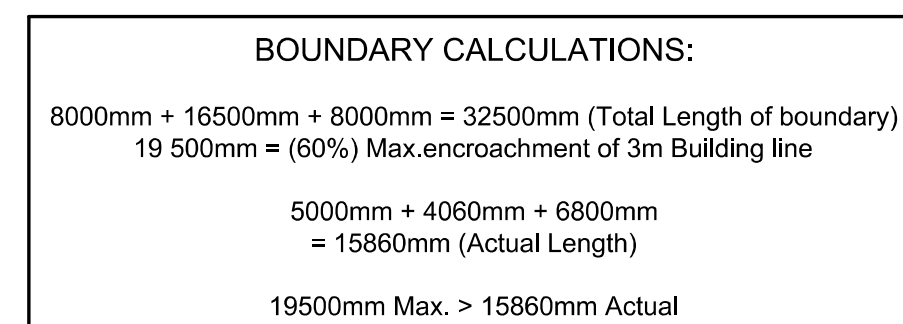 BOUNDARY CALCULATIONS:
8000mm + 16500mm + 8000mm = 32500mm (Total Length of boundary)
19 500mm = (60%) Max.encroachment of 3m Building line
5000mm + 4060mm + 6800mm
= 15860mm (Actual Length)
19500mm Max. > 15860mm Actual